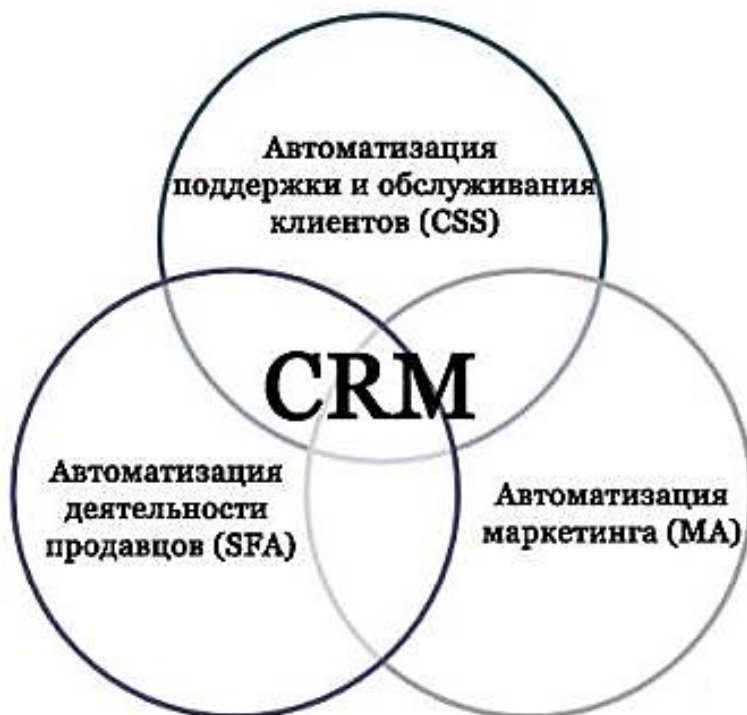 Автоматизация
поддержки и обслуживания
клиентов (CSS)
CRM
Автоматизация
деятельности
продавцов (SFA)
Автоматизация
маркетинга (MA)